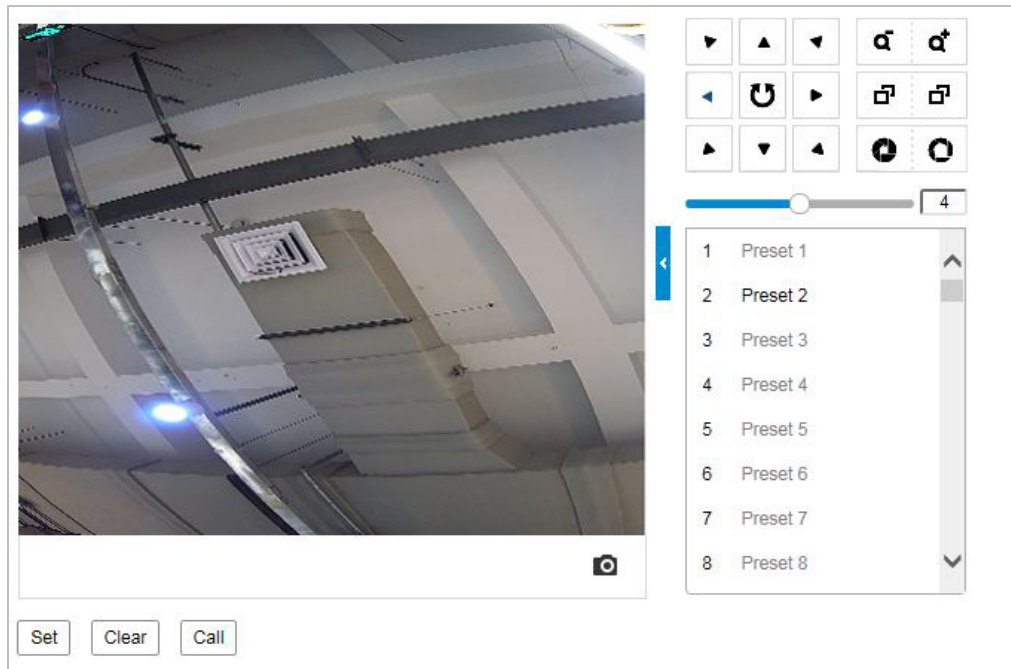 4
1 Preset 1
2 Preset 2
3 Preset 3
4 Preset 4
5 Preset 5
6 Preset 6
7 Preset 7
8 Preset 8
Set Clear Call